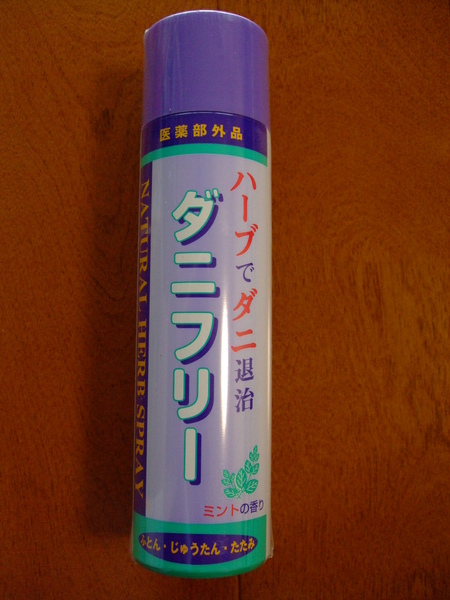 医薬部外品
ハーブでダニ退治
ダニフリー
NATURAL HERB SPRAY
ミントの香り
ふとん・じゅうたん・たたみ